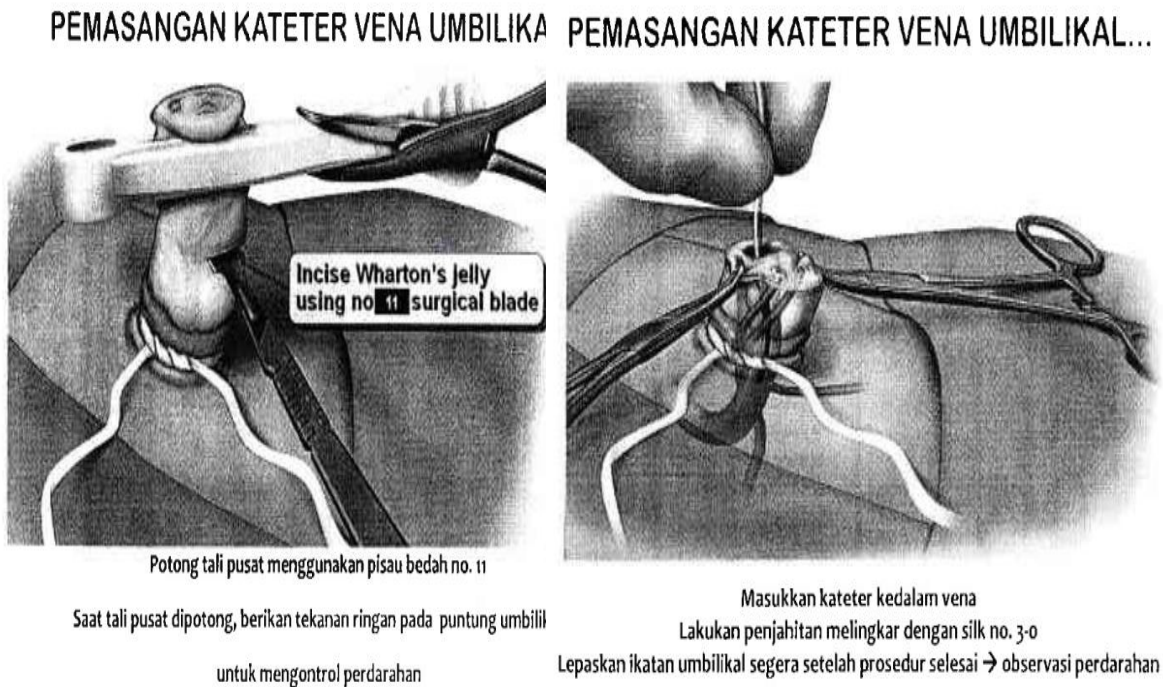 PEMASANGAN KATETER VENA UMBILIKA
Incise Wharton's jelly
using no 11 surgical blade
Potong tali pusat menggunakan pisau bedah no. 11
Saat tali pusat dipotong, berikan tekanan ringan pada puntung umbilik
untuk mengontrol perdarahan
PEMASANGAN KATETER VENA UMBILIKAL...
Masukkan kateter kedalam vena
Lakukan penjahitan melingkar dengan silk no. 3-0
Lepaskan ikatan umbilikal segera setelah prosedur selesai → observasi perdarahan